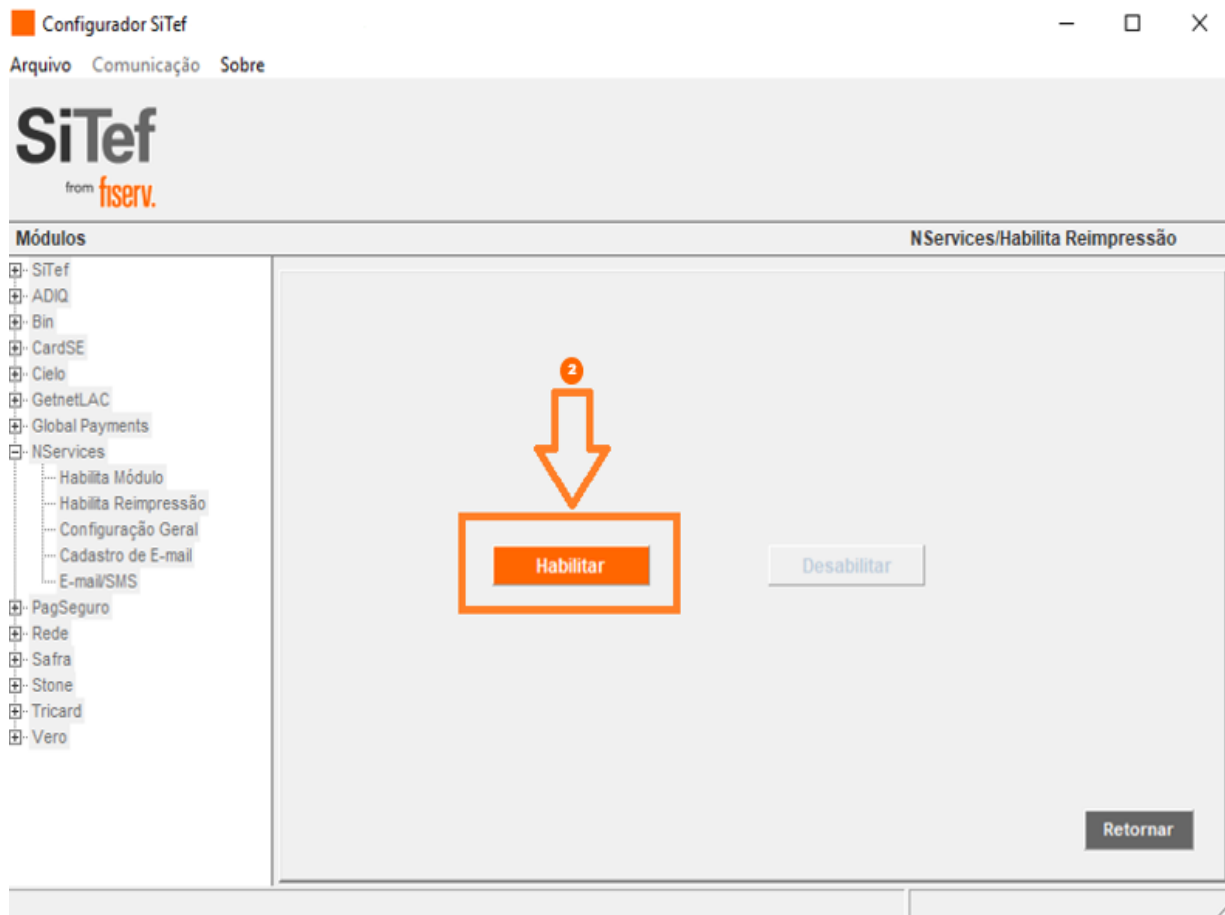 Configurador SiTef
Arquivo Comunicação Sobre
SiTef
from fiserv.
Módulos
NServices/Habilita Reimpressão
SiTef
ADIQ
Bin
CardSE
Cielo
GetnetLAC
Global Payments
NServices
Habilita Módulo
Habilita Reimpressão
Configuração Geral
Cadastro de E-mail
E-mail/SMS
PagSeguro
Rede
Safra
Stone
Tricard
Vero
2
Habilitar
Desabilitar
Retornar